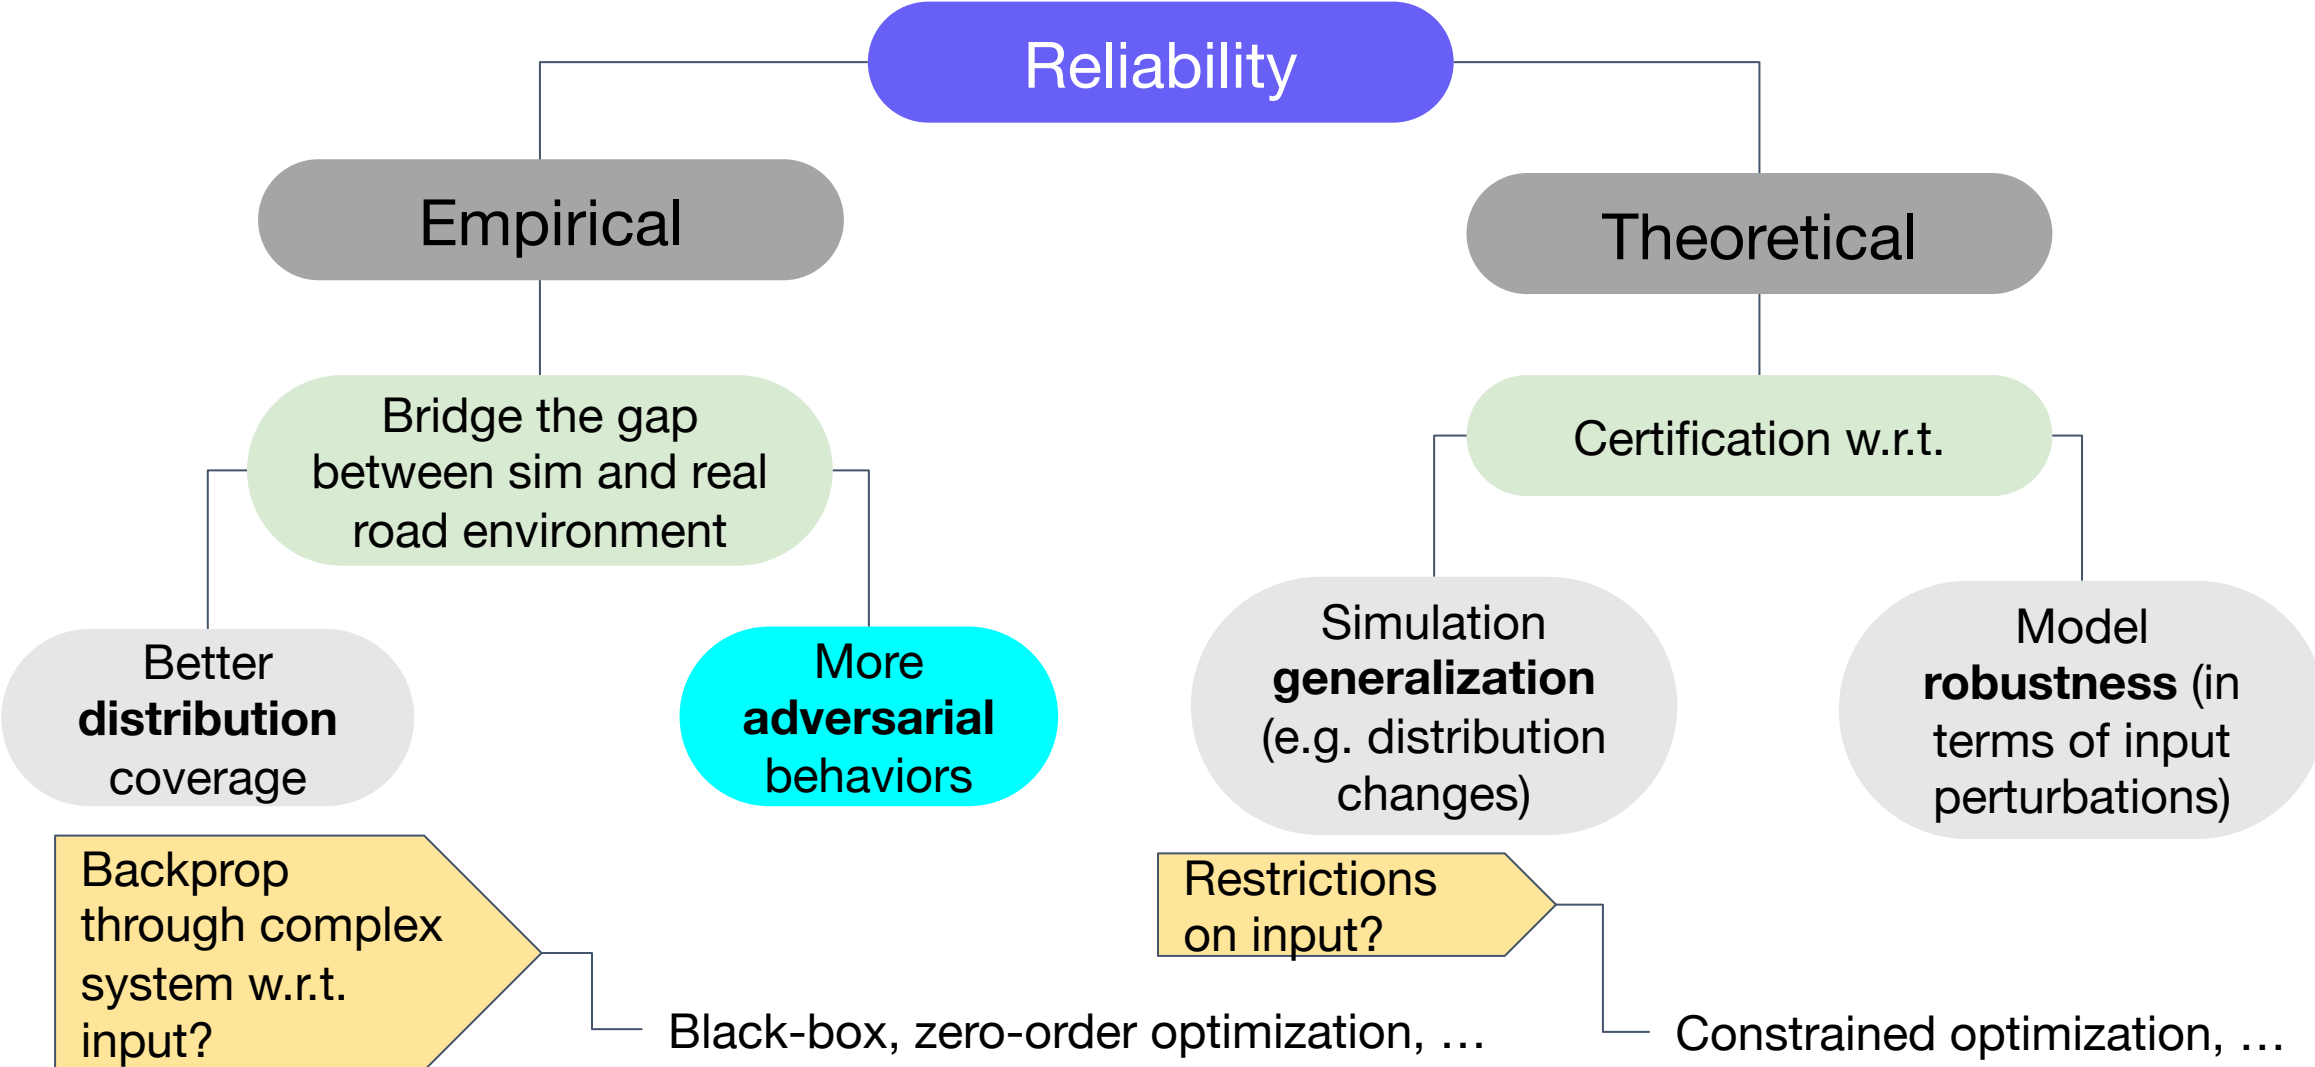 Reliability
Empirical
Theoretical
Bridge the gap
between sim and real
road environment
Certification w.r.t.
Better
distribution
coverage
More
adversarial
behaviors
Simulation
generalization
(e.g. distribution
changes)
Model
robustness (in
terms of input
perturbations)
Backprop
through complex
system w.r.t.
input?
Black-box, zero-order optimization, …
Restrictions
on input?
Constrained optimization, …